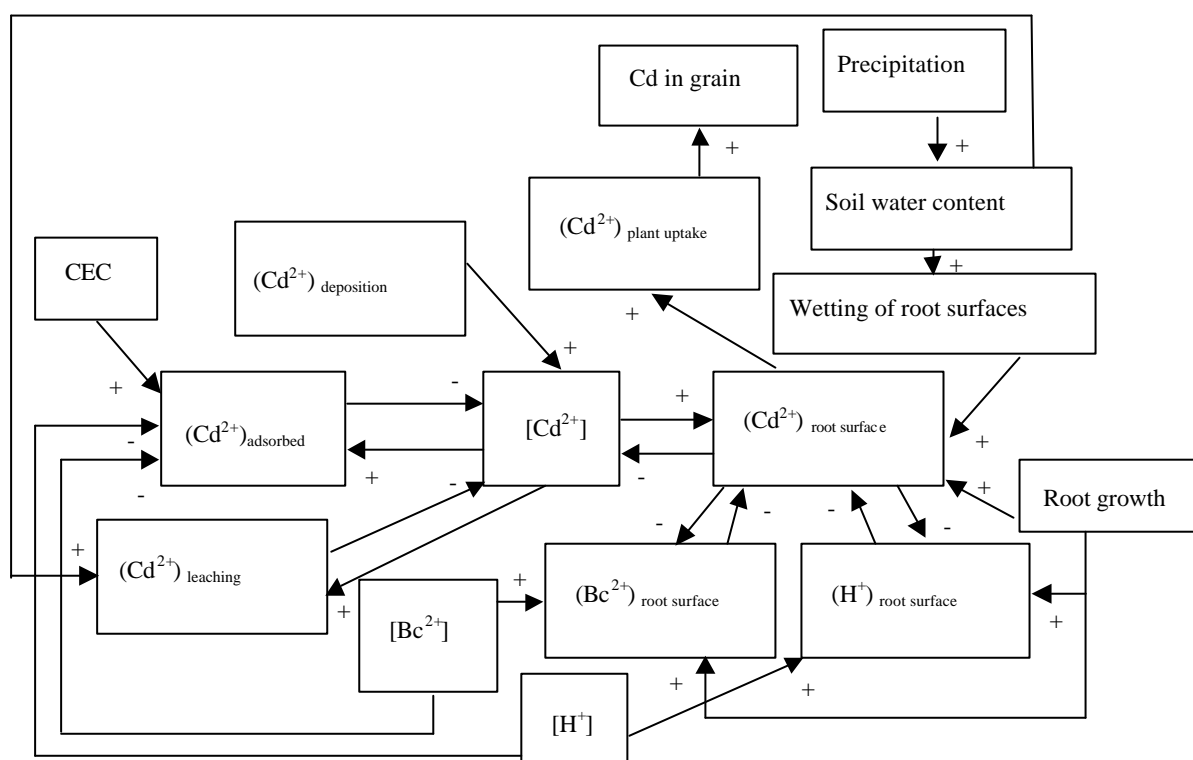 Precipitation
Cd in grain
+
+
Soil water content
(Cd²⁺) plant uptake
CEC
(Cd²⁺) deposition
+
Wetting of root surfaces
+
+
+
-
+
(Cd²⁺)adsorbed
[Cd²⁺]
(Cd²⁺) root surface
-
+
-
-
+
-
+
Root growth
-
-
-
-
+
(Cd²⁺) leaching
+
+
(Bc²⁺) root surface
(H⁺) root surface
[Bc²⁺]
+
+
+
[H⁺]